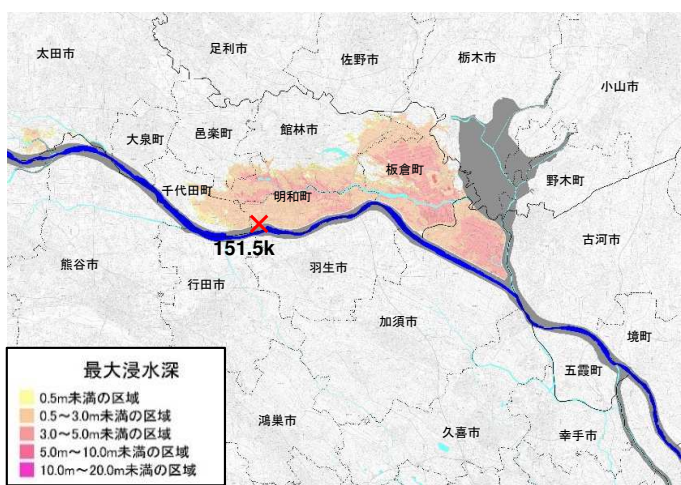 太田市
足利市
佐野市
栃木市
小山市
大泉町
邑楽町
館林市
板倉町
野木町
千代田町
明和町
151.5k
古河市
熊谷市
行田市
羽生市
加須市
境町
五霞町
鴻巣市
久喜市
幸手市
最大浸水深
0.5m未満の区域
0.5～3.0m未満の区域
3.0～5.0m未満の区域
5.0m～10.0m未満の区域
10.0m～20.0m未満の区域